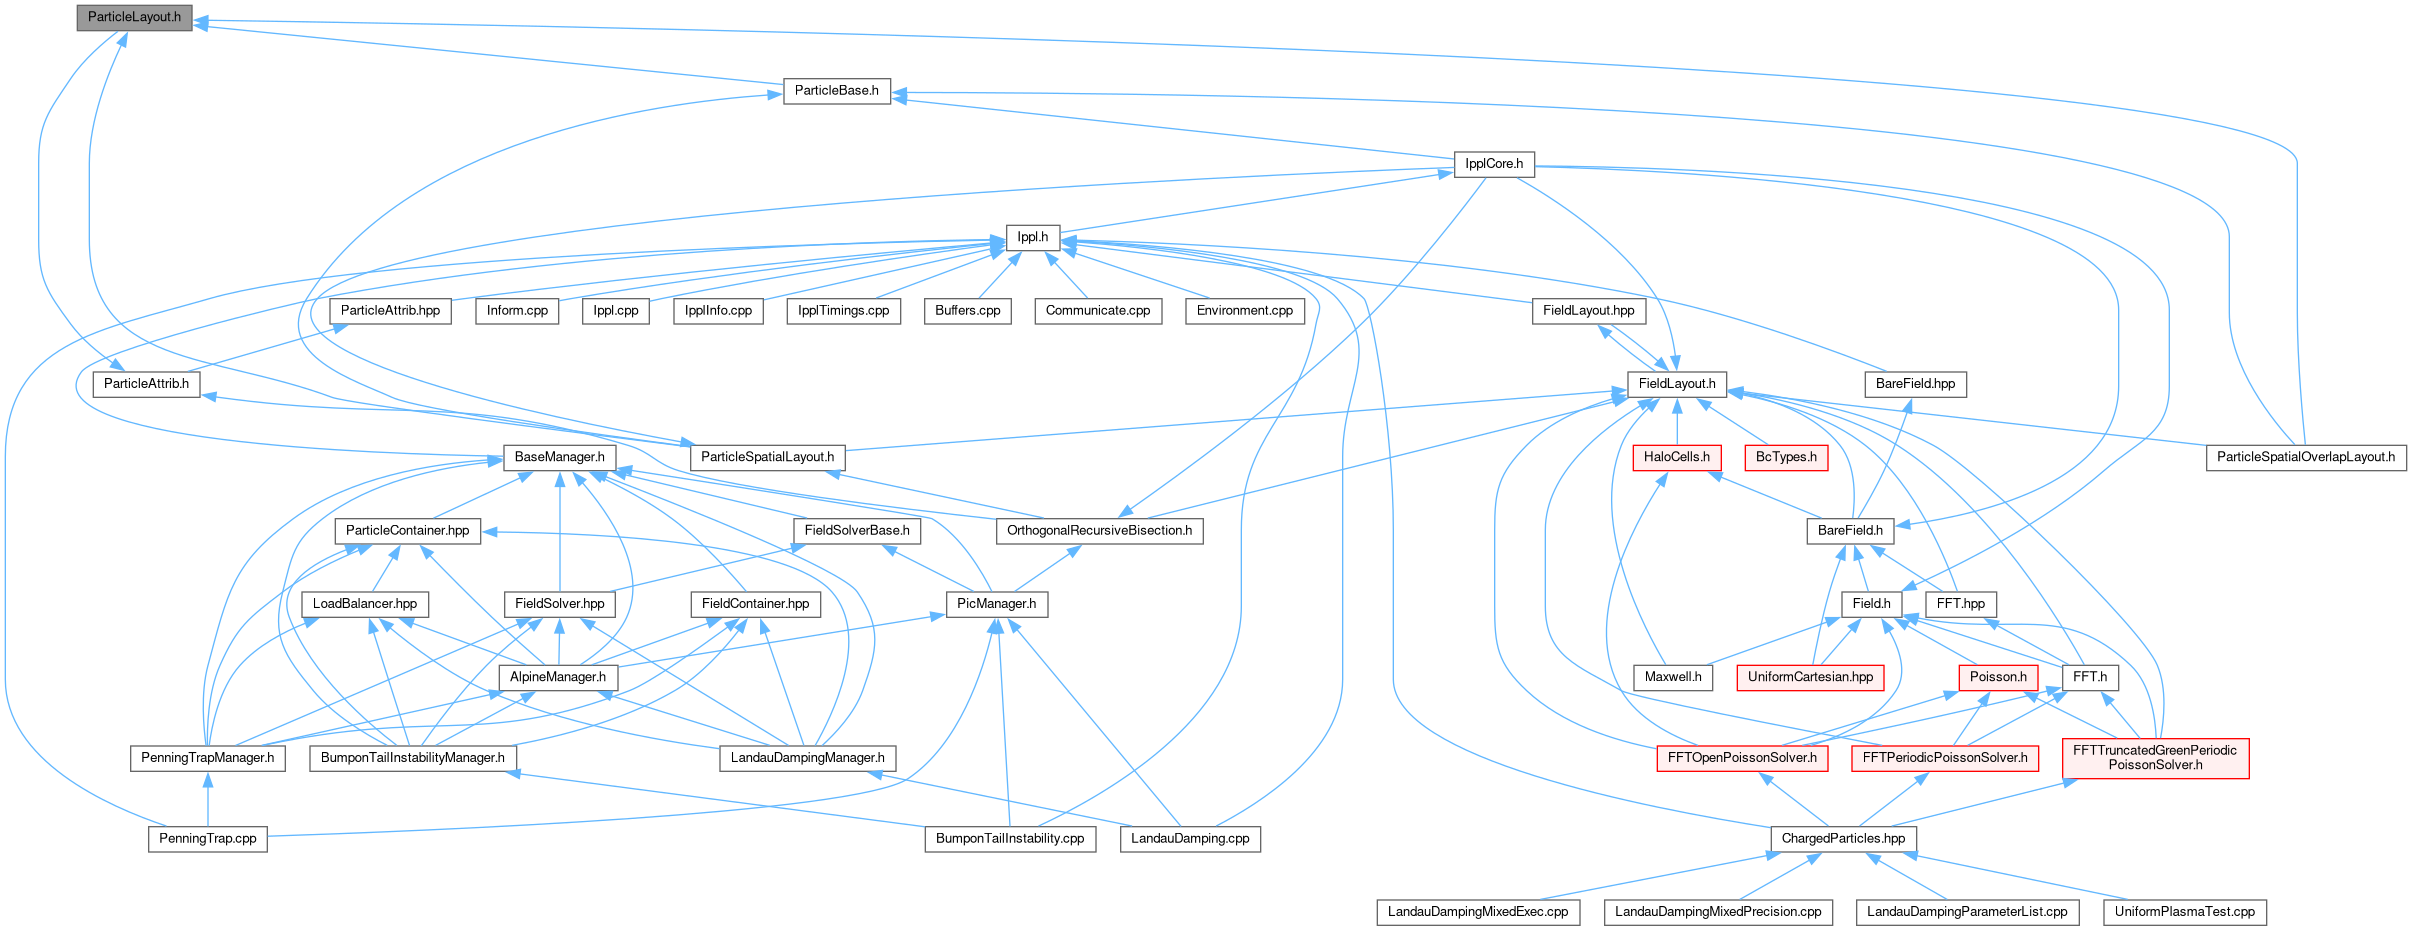 ParticleLayout.h
ParticleBase.h
IpplCore.h
Ippl.h
ParticleAttrib.hpp
Inform.cpp
Ippl.cpp
IpplInfo.cpp
IpplTimings.cpp
Buffers.cpp
Communicate.cpp
Environment.cpp
FieldLayout.hpp
ParticleAttrib.h
FieldLayout.h
BareField.hpp
BaseManager.h
ParticleSpatialLayout.h
HaloCells.h
BcTypes.h
ParticleSpatialOverlapLayout.h
ParticleContainer.hpp
FieldSolverBase.h
OrthogonalRecursiveBisection.h
BareField.h
LoadBalancer.hpp
FieldSolver.hpp
FieldContainer.hpp
PicManager.h
Field.h
FFT.hpp
AlpineManager.h
Maxwell.h
UniformCartesian.hpp
Poisson.h
FFT.h
PenningTrapManager.h
BumponTailInstabilityManager.h
LandauDampingManager.h
FFTOpenPoissonSolver.h
FFTPeriodicPoissonSolver.h
FFTTruncatedGreenPeriodic
PoissonSolver.h
PenningTrap.cpp
BumponTailInstability.cpp
LandauDamping.cpp
ChargedParticles.hpp
LandauDampingMixedExec.cpp
LandauDampingMixedPrecision.cpp
LandauDampingParameterList.cpp
UniformPlasmaTest.cpp